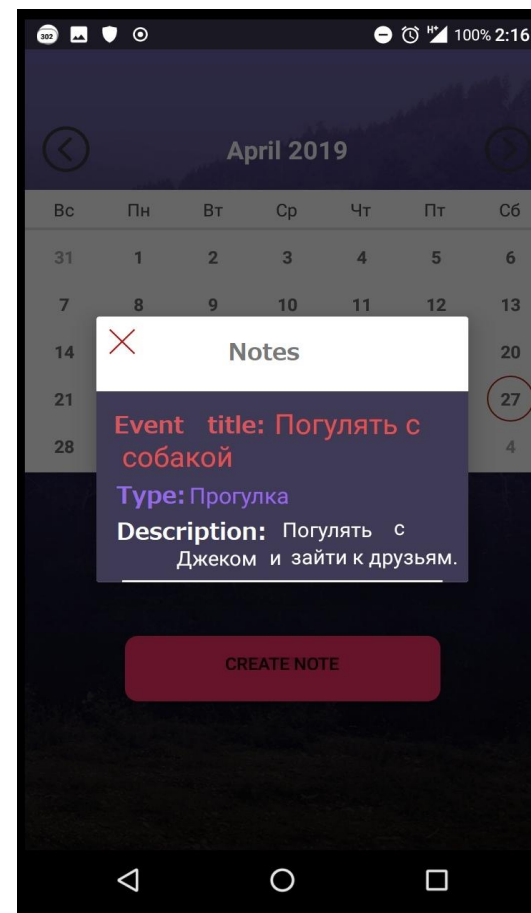 302 H+ 100% 2:16
April 2019
Вс Пн Вт Ср Чт Пт Сб
31 1 2 3 4 5 6
7 8 9 10 11 12 13
14 20
21 27
28 4
Notes
Event title: Погулять с
собакой
Type: Прогулка
Description: Погулять с
Джеком и зайти к друзьям.
CREATE NOTE